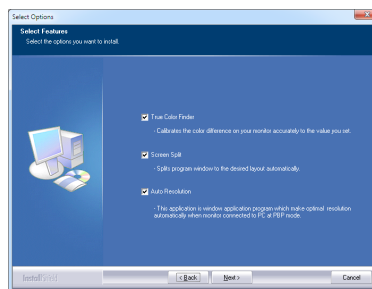 Select Options
Select Features
Select the options you want to install.
True Color Finder
- Calibrates the color difference on your monitor accurately to the value you set.
Screen Split
- Splits program window to the desired layout automatically.
Auto Resolution
- This application is window application program which make optimal resolution
automatically when monitor connected to PC at PBP mode.
InstallShield
< Back
Next >
Cancel